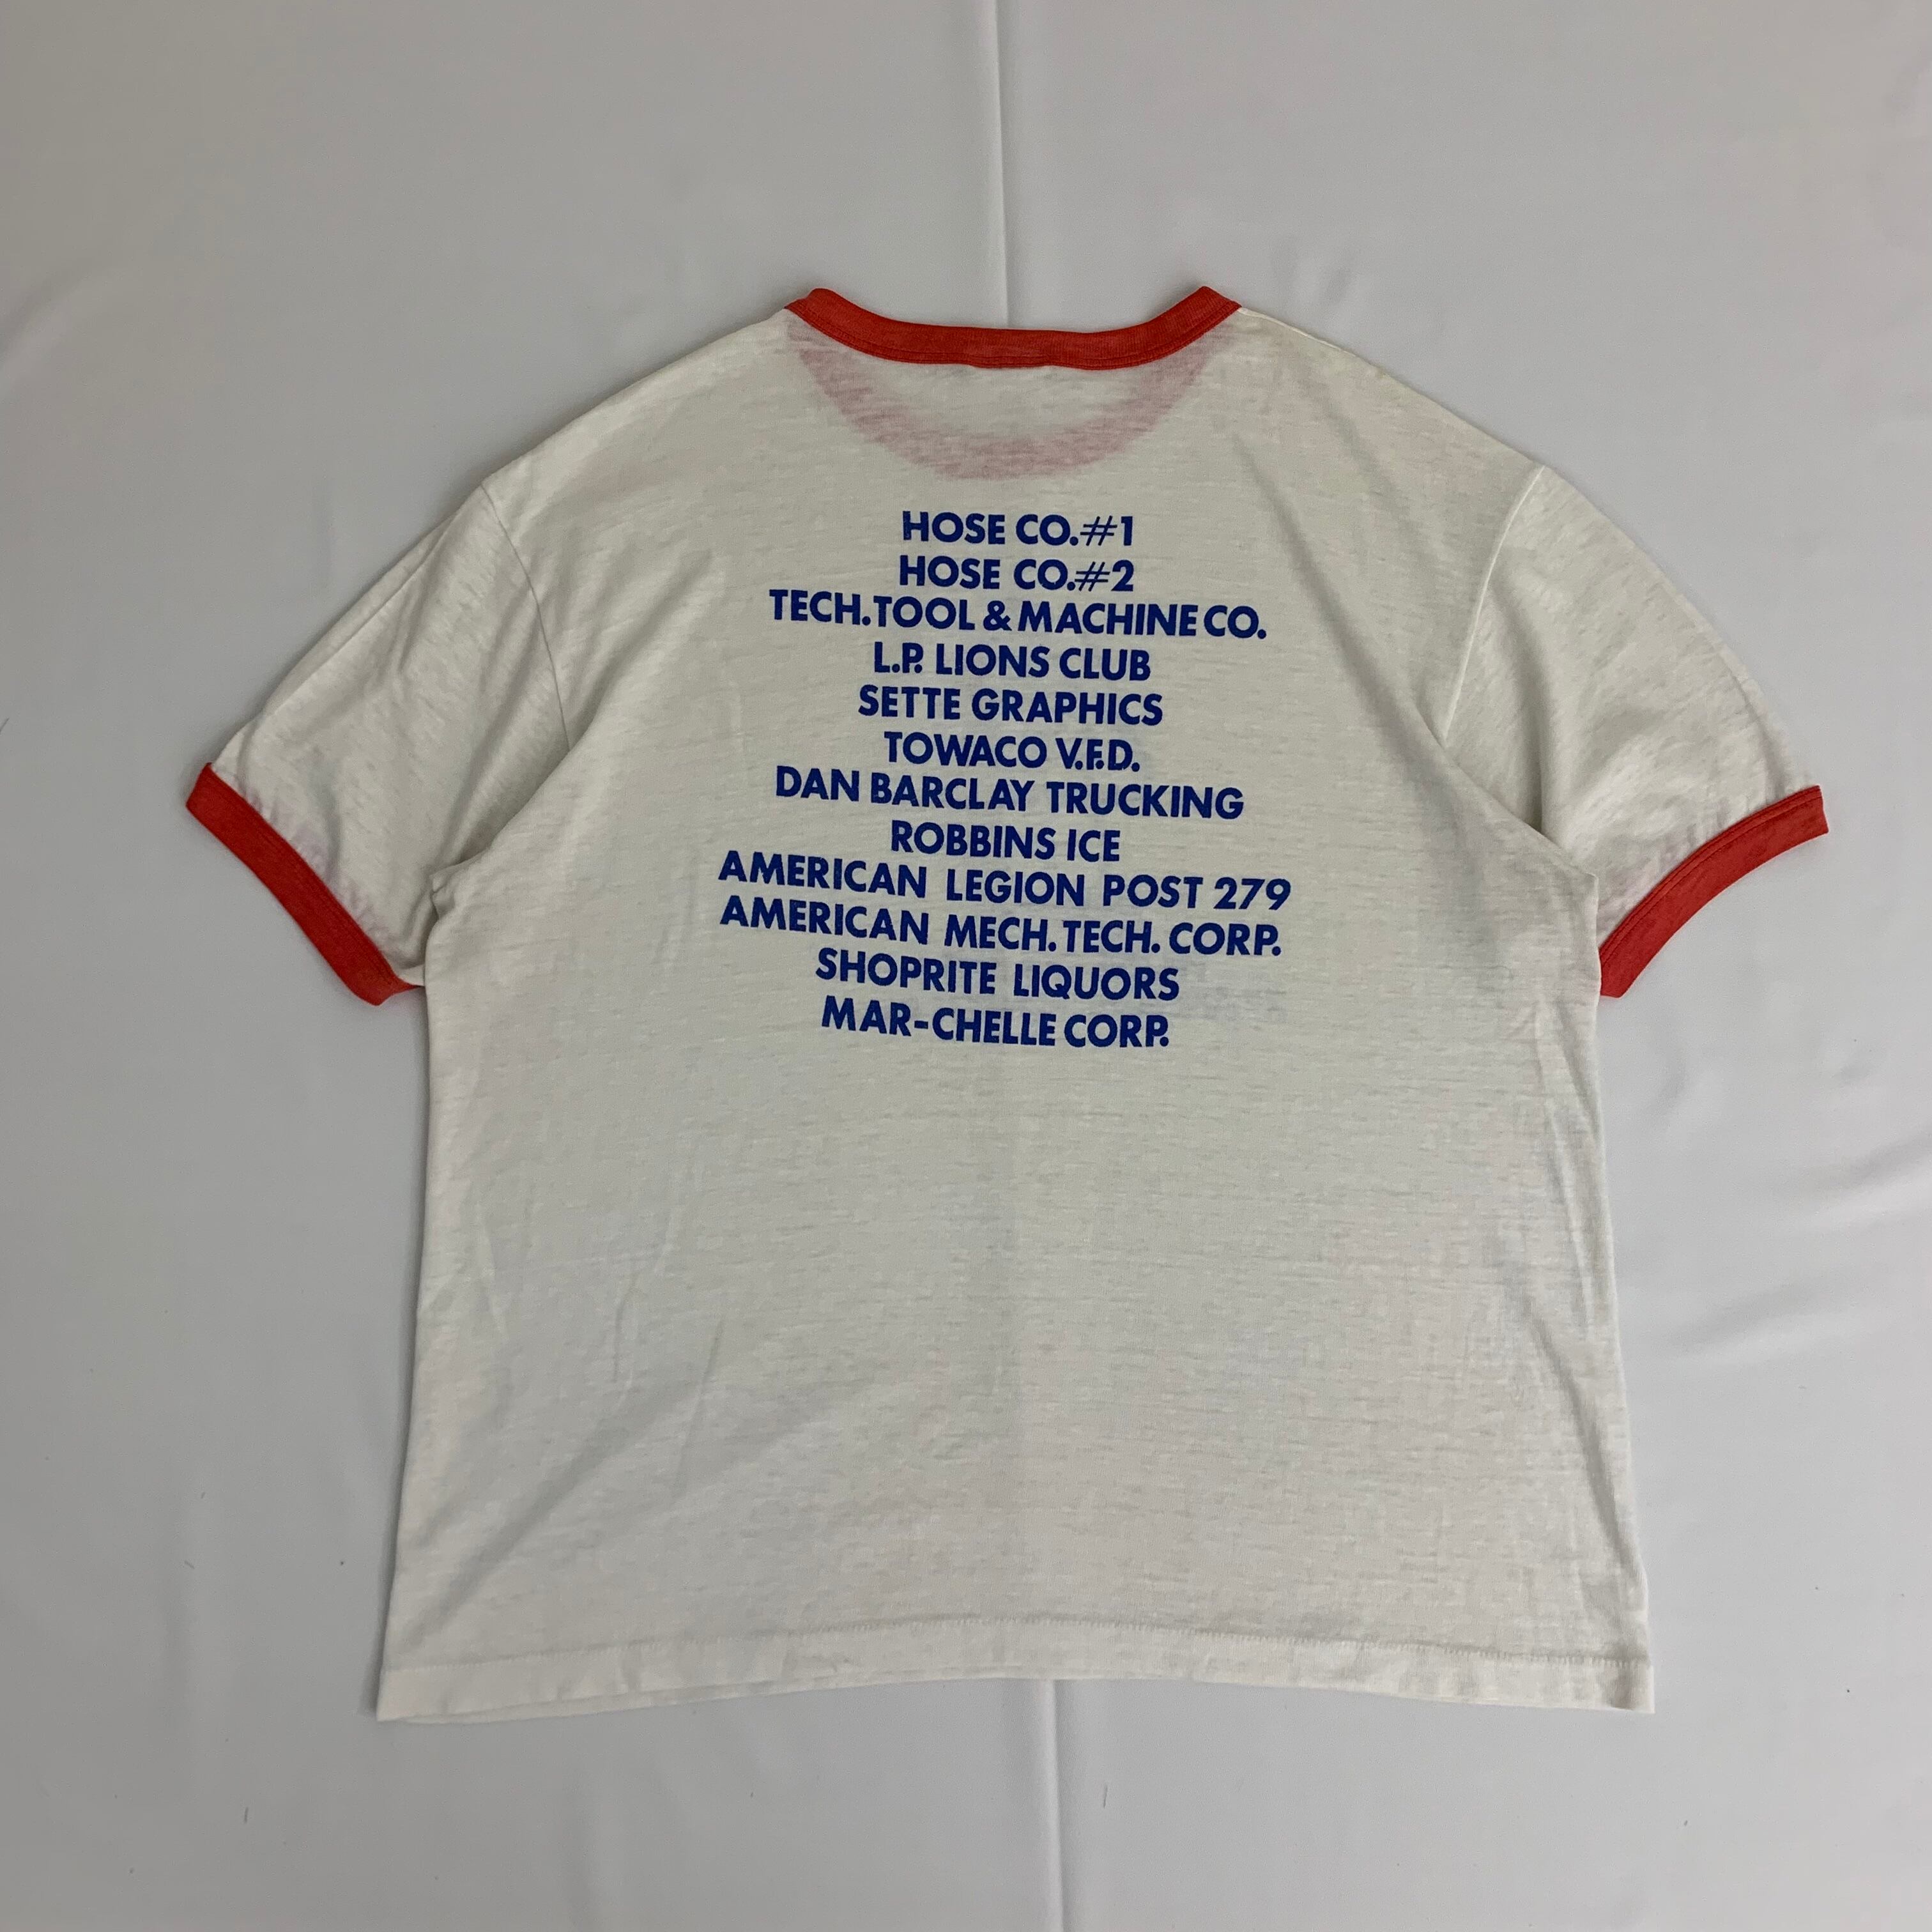 HOSE CO.#1
HOSE CO.#2
TECH.TOOL & MACHINE CO.
L.P. LIONS CLUB
SETTE GRAPHICS
TOWACO V.F.D.
DAN BARCLAY TRUCKING
ROBBINS ICE
AMERICAN LEGION POST 279
AMERICAN MECH. TECH. CORP.
SHOPRITE LIQUORS
MAR-CHELLE CORP.